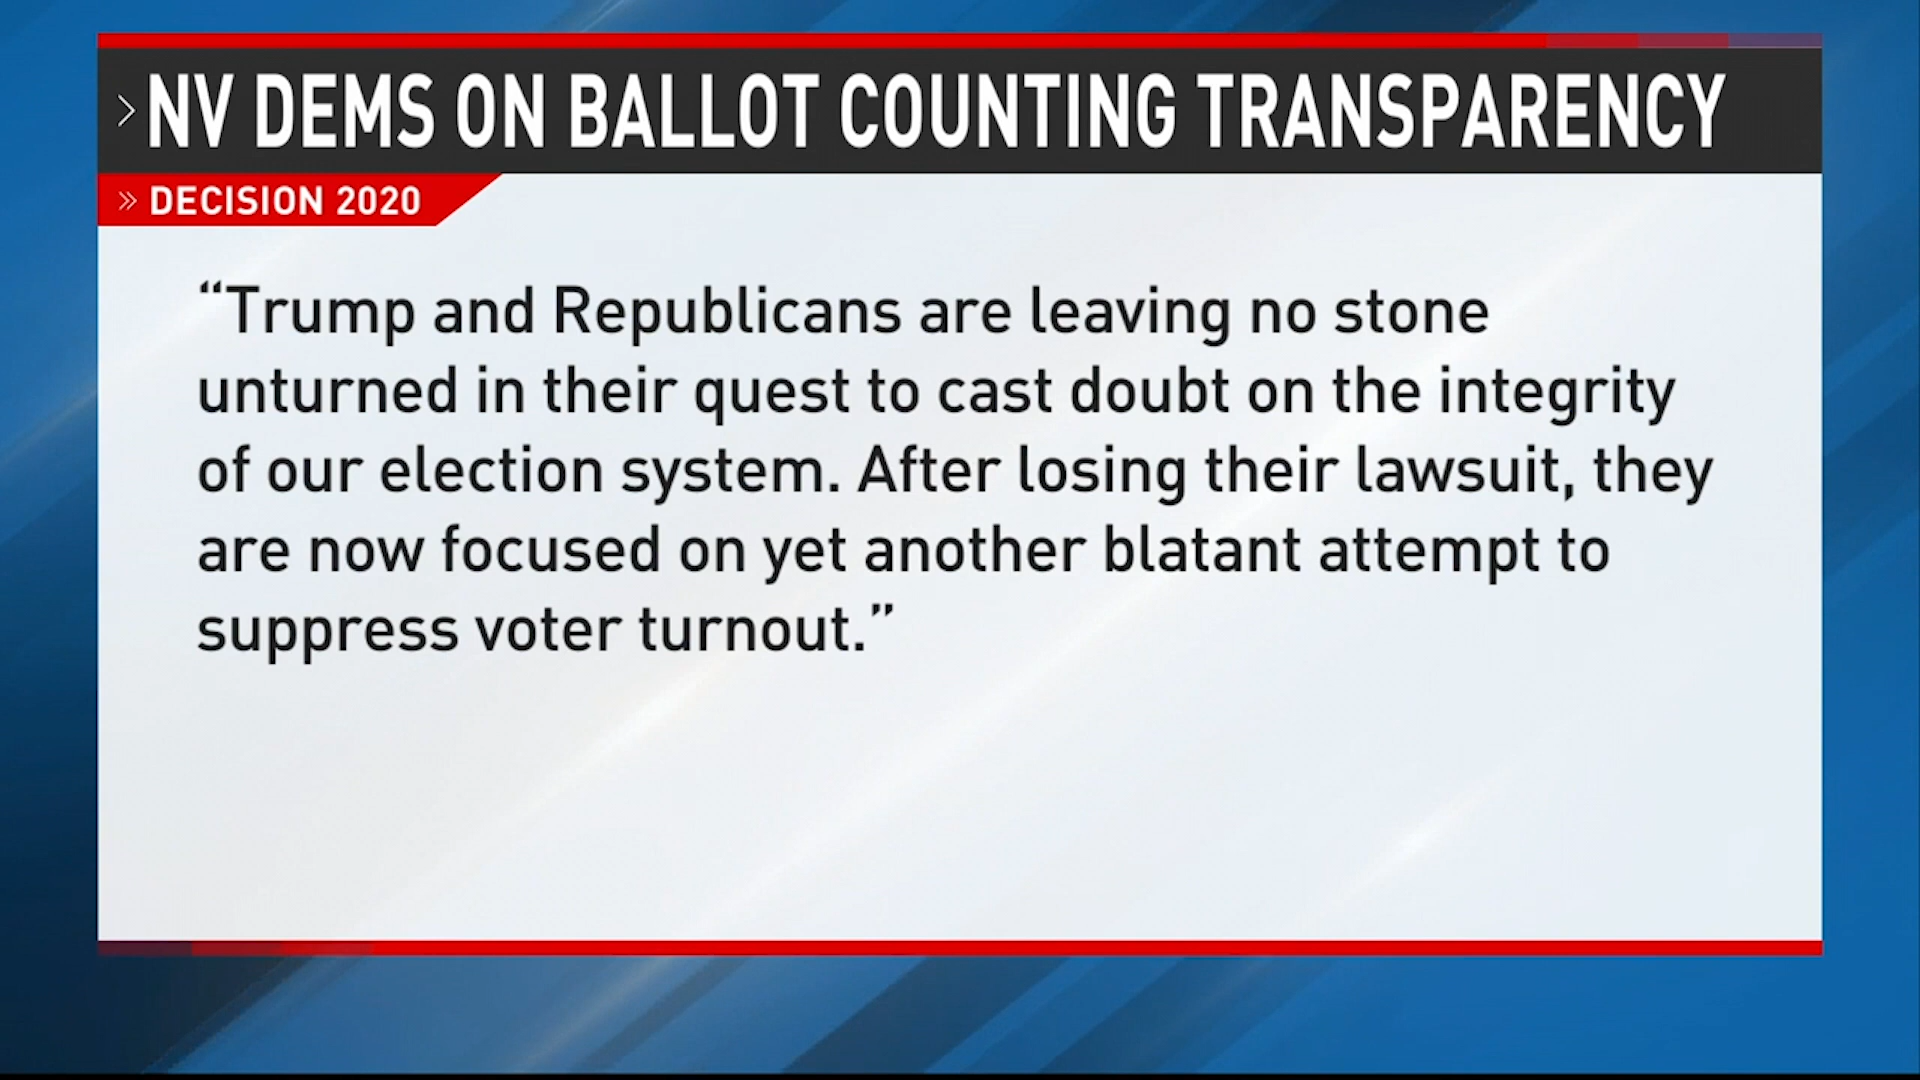 > NV DEMS ON BALLOT COUNTING TRANSPARENCY
» DECISION 2020
“Trump and Republicans are leaving no stone
unturned in their quest to cast doubt on the integrity
of our election system. After losing their lawsuit, they
are now focused on yet another blatant attempt to
suppress voter turnout.”